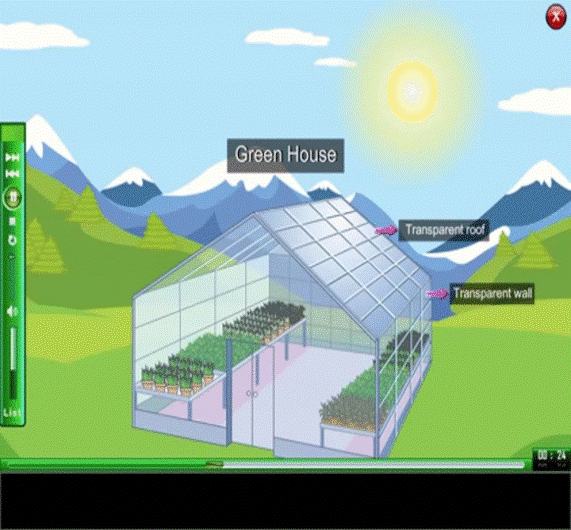 Green House
Transparent roof
Transparent wall
List
00 : 24